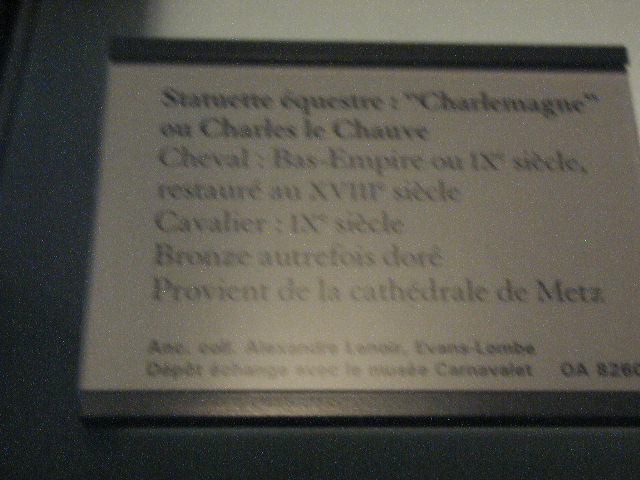 Statuette équestre : "Charlemagne"
ou Charles le Chauve
Cheval : Bas-Empire ou IXe siècle,
restauré au XVIIIe siècle
Cavalier : IXe siècle
Bronze autrefois doré
Provient de la cathédrale de Metz
Anc. coll. Alexandre Lenoir, Evans-Lombe
Dépôt échange avec le musée Carnavalet OA 8260